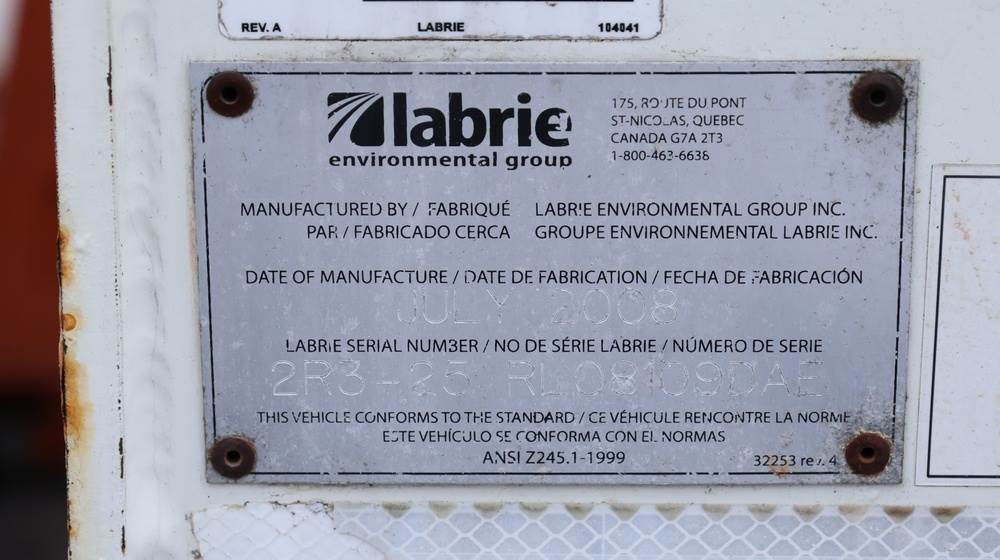 REV. A LABRIE 104041
labrie
environmental group
175, ROUTE DU PONT
ST-NICOLAS, QUEBEC
CANADA G7A 2T3
1-800-463-6638
MANUFACTURED BY / FABRIQUÉ LABRIE ENVIRONMENTAL GROUP INC.
PAR / FABRICADO CERCA GROUPE ENVIRONNEMENTAL LABRIE INC.
DATE OF MANUFACTURE / DATE DE FABRICATION / FECHA DE FABRICACIÓN
JULY 2008
LABRIE SERIAL NUMBER / NO DE SÉRIE LABRIE / NÚMERO DE SERIE
2R3-25 RL08109DAE
THIS VEHICLE CONFORMS TO THE STANDARD / CE VÉHICULE RENCONTRE LA NORME
ESTE VEHÍCULO SE CONFORMA CON EL NORMAS
ANSI Z245.1-1999
32253 rev. 4